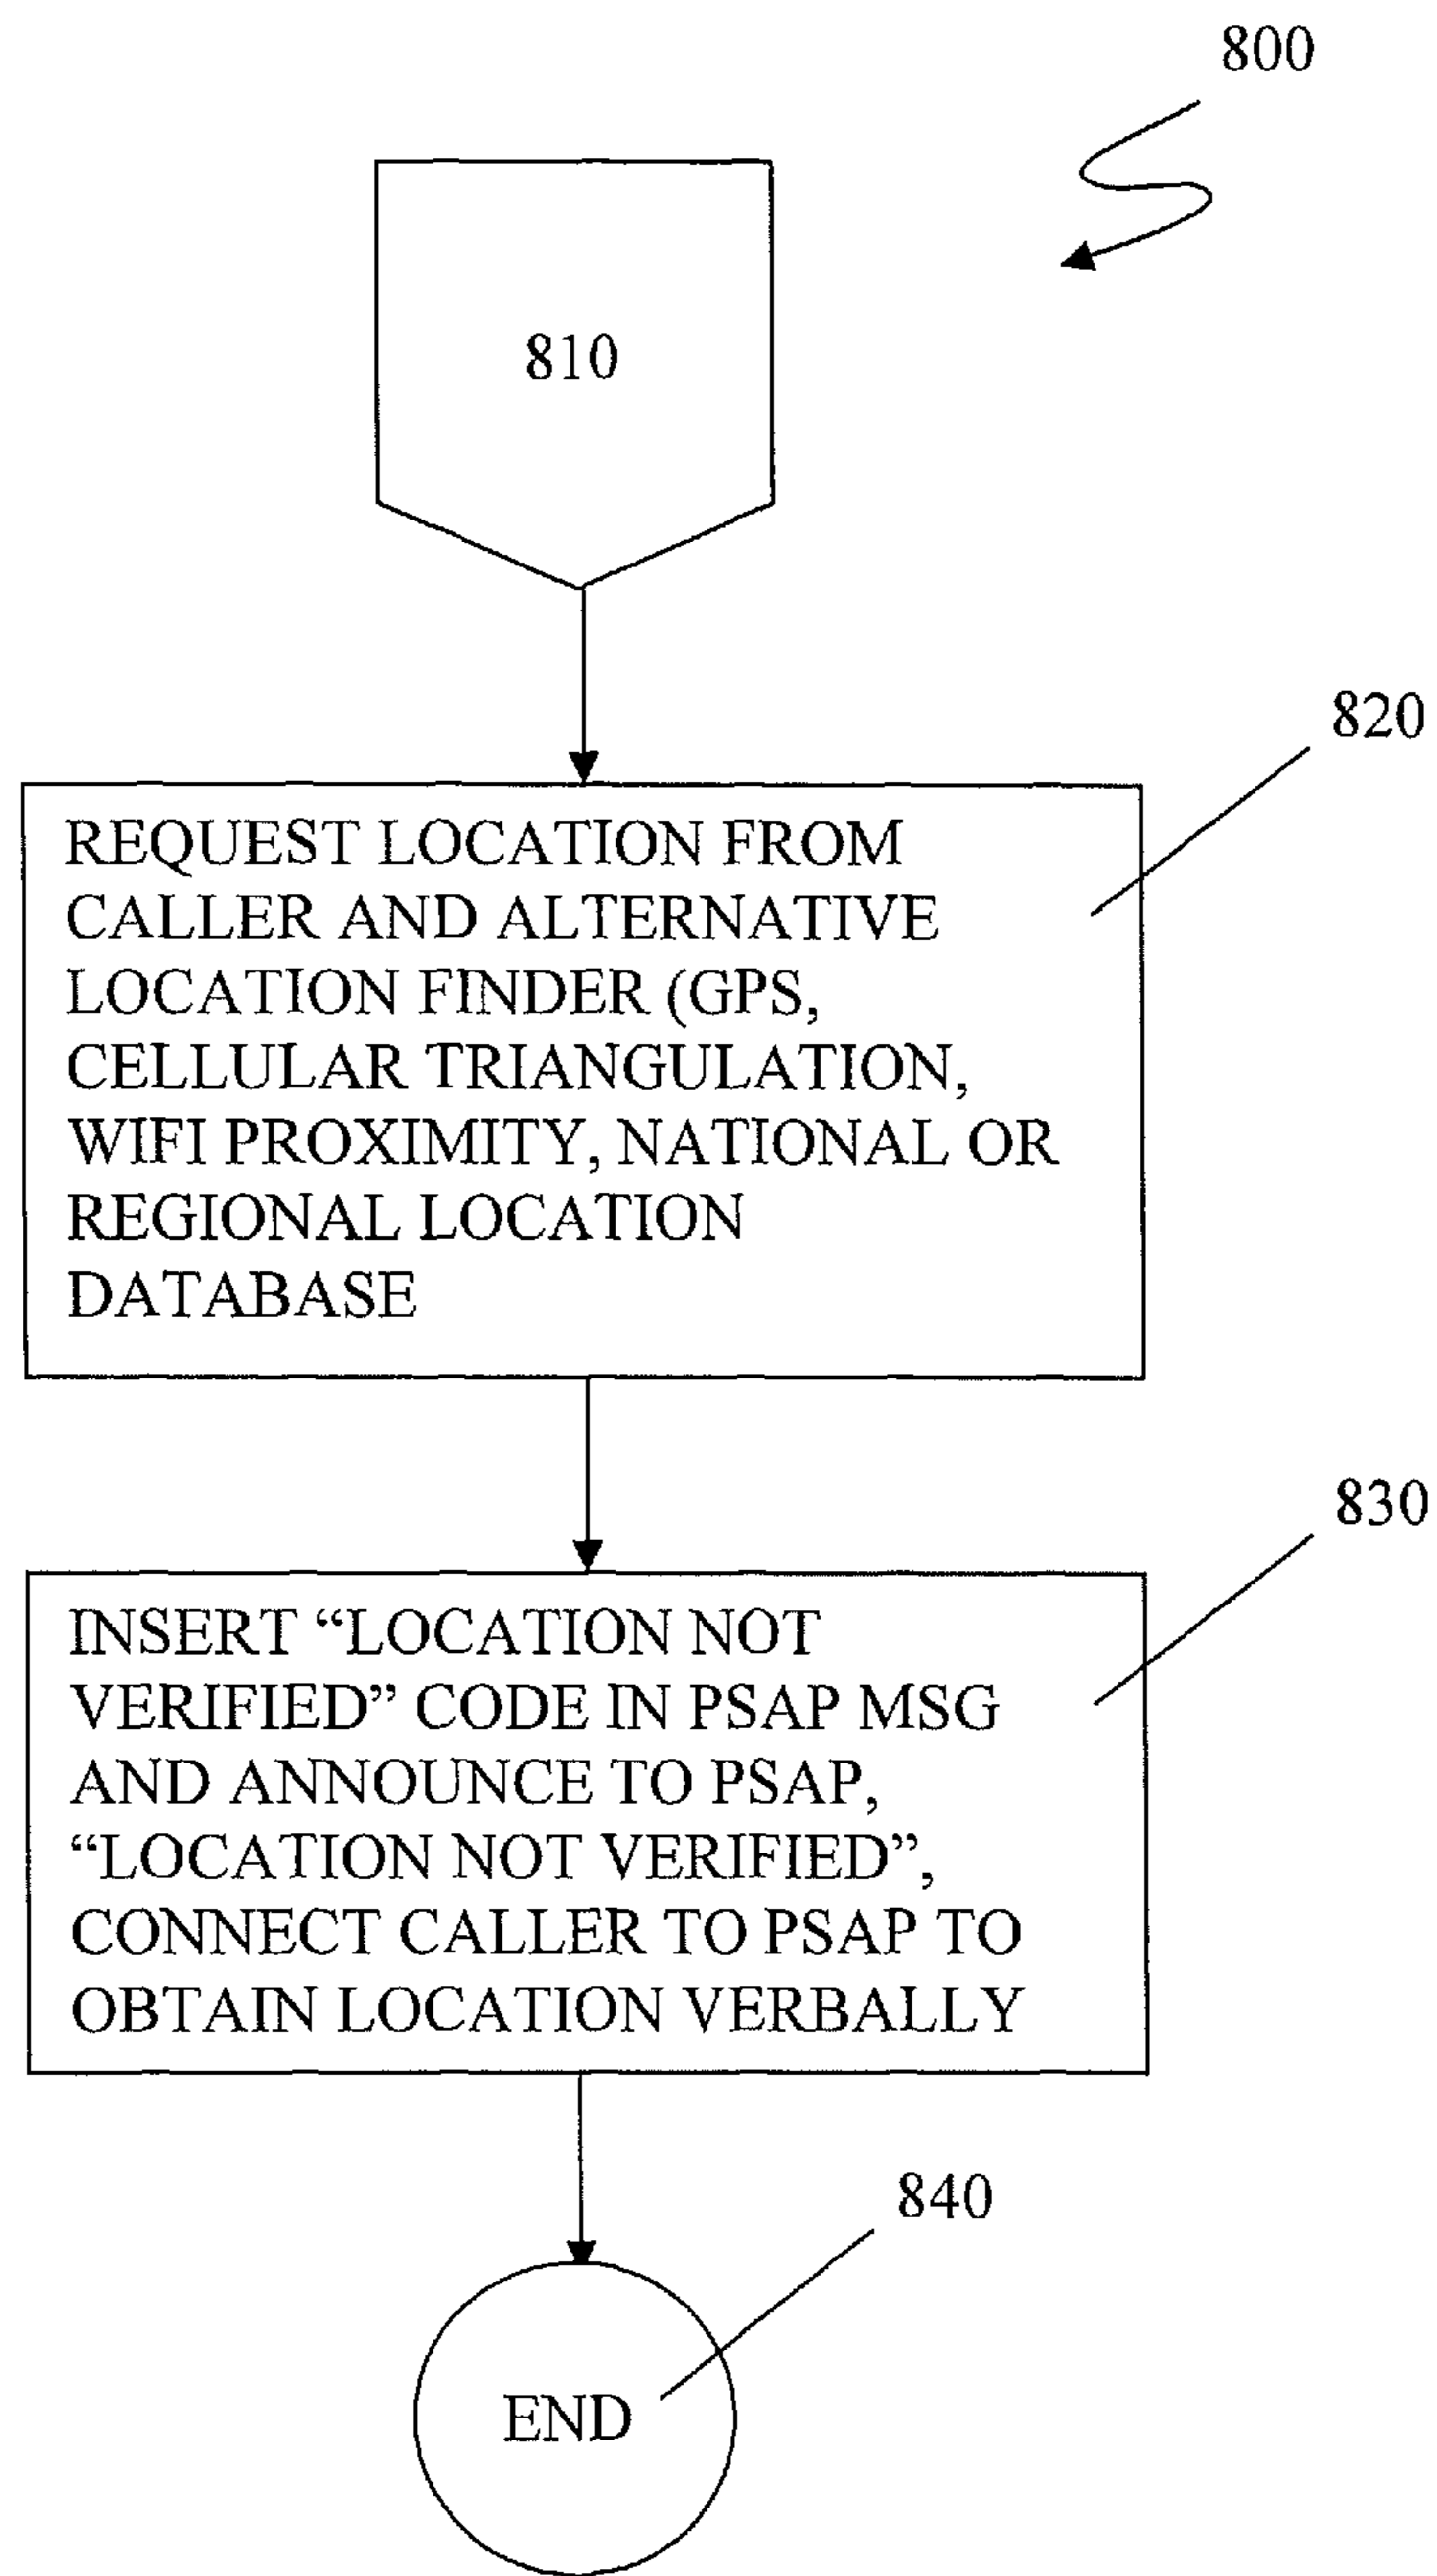 800
810
820
REQUEST LOCATION FROM
CALLER AND ALTERNATIVE
LOCATION FINDER (GPS,
CELLULAR TRIANGULATION,
WIFI PROXIMITY, NATIONAL OR
REGIONAL LOCATION
DATABASE
830
INSERT “LOCATION NOT
VERIFIED” CODE IN PSAP MSG
AND ANNOUNCE TO PSAP,
“LOCATION NOT VERIFIED”,
CONNECT CALLER TO PSAP TO
OBTAIN LOCATION VERBALLY
840
END